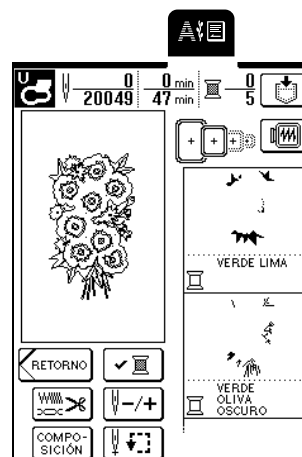 A
U
0
20049
0 min
47 min
0
5
VERDE LIMA
RETORNO
VERDE
OLIVA
OSCURO
-/+
COMPO-
SICIÓN